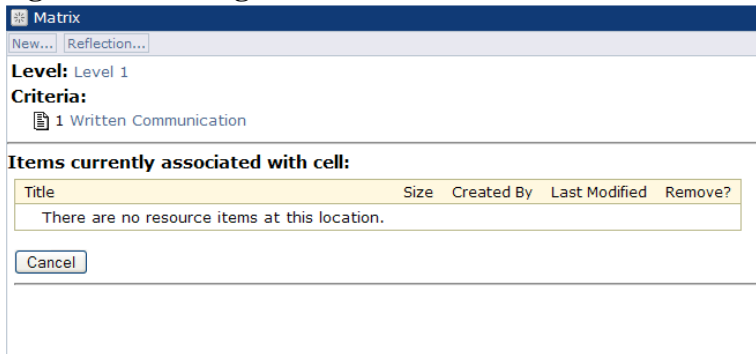 Matrix
New... Reflection...
Level: Level 1
Criteria:
1 Written Communication
Items currently associated with cell:
Title Size Created By Last Modified Remove?
There are no resource items at this location.
Cancel